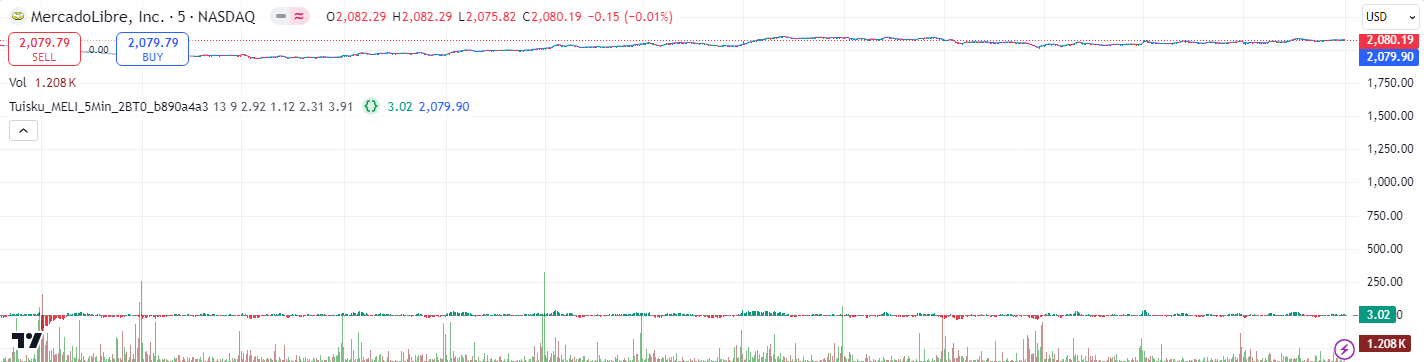 MercadoLibre, Inc. · 5 · NASDAQ O2,082.29 H2,082.29 L2,075.82 C2,080.19 −0.15 (−0.01%)
USD
2,079.79 SELL
0.00
2,079.79 BUY
2,080.19
2,079.90
Vol 1.208 K
1,750.00
Tuisku_MELI_5Min_2BT0_b890a4a3 13 9 2.92 1.12 2.31 3.91 {} 3.02 2,079.90
1,500.00
1,250.00
1,000.00
750.00
500.00
250.00
3.02
0
1.208 K